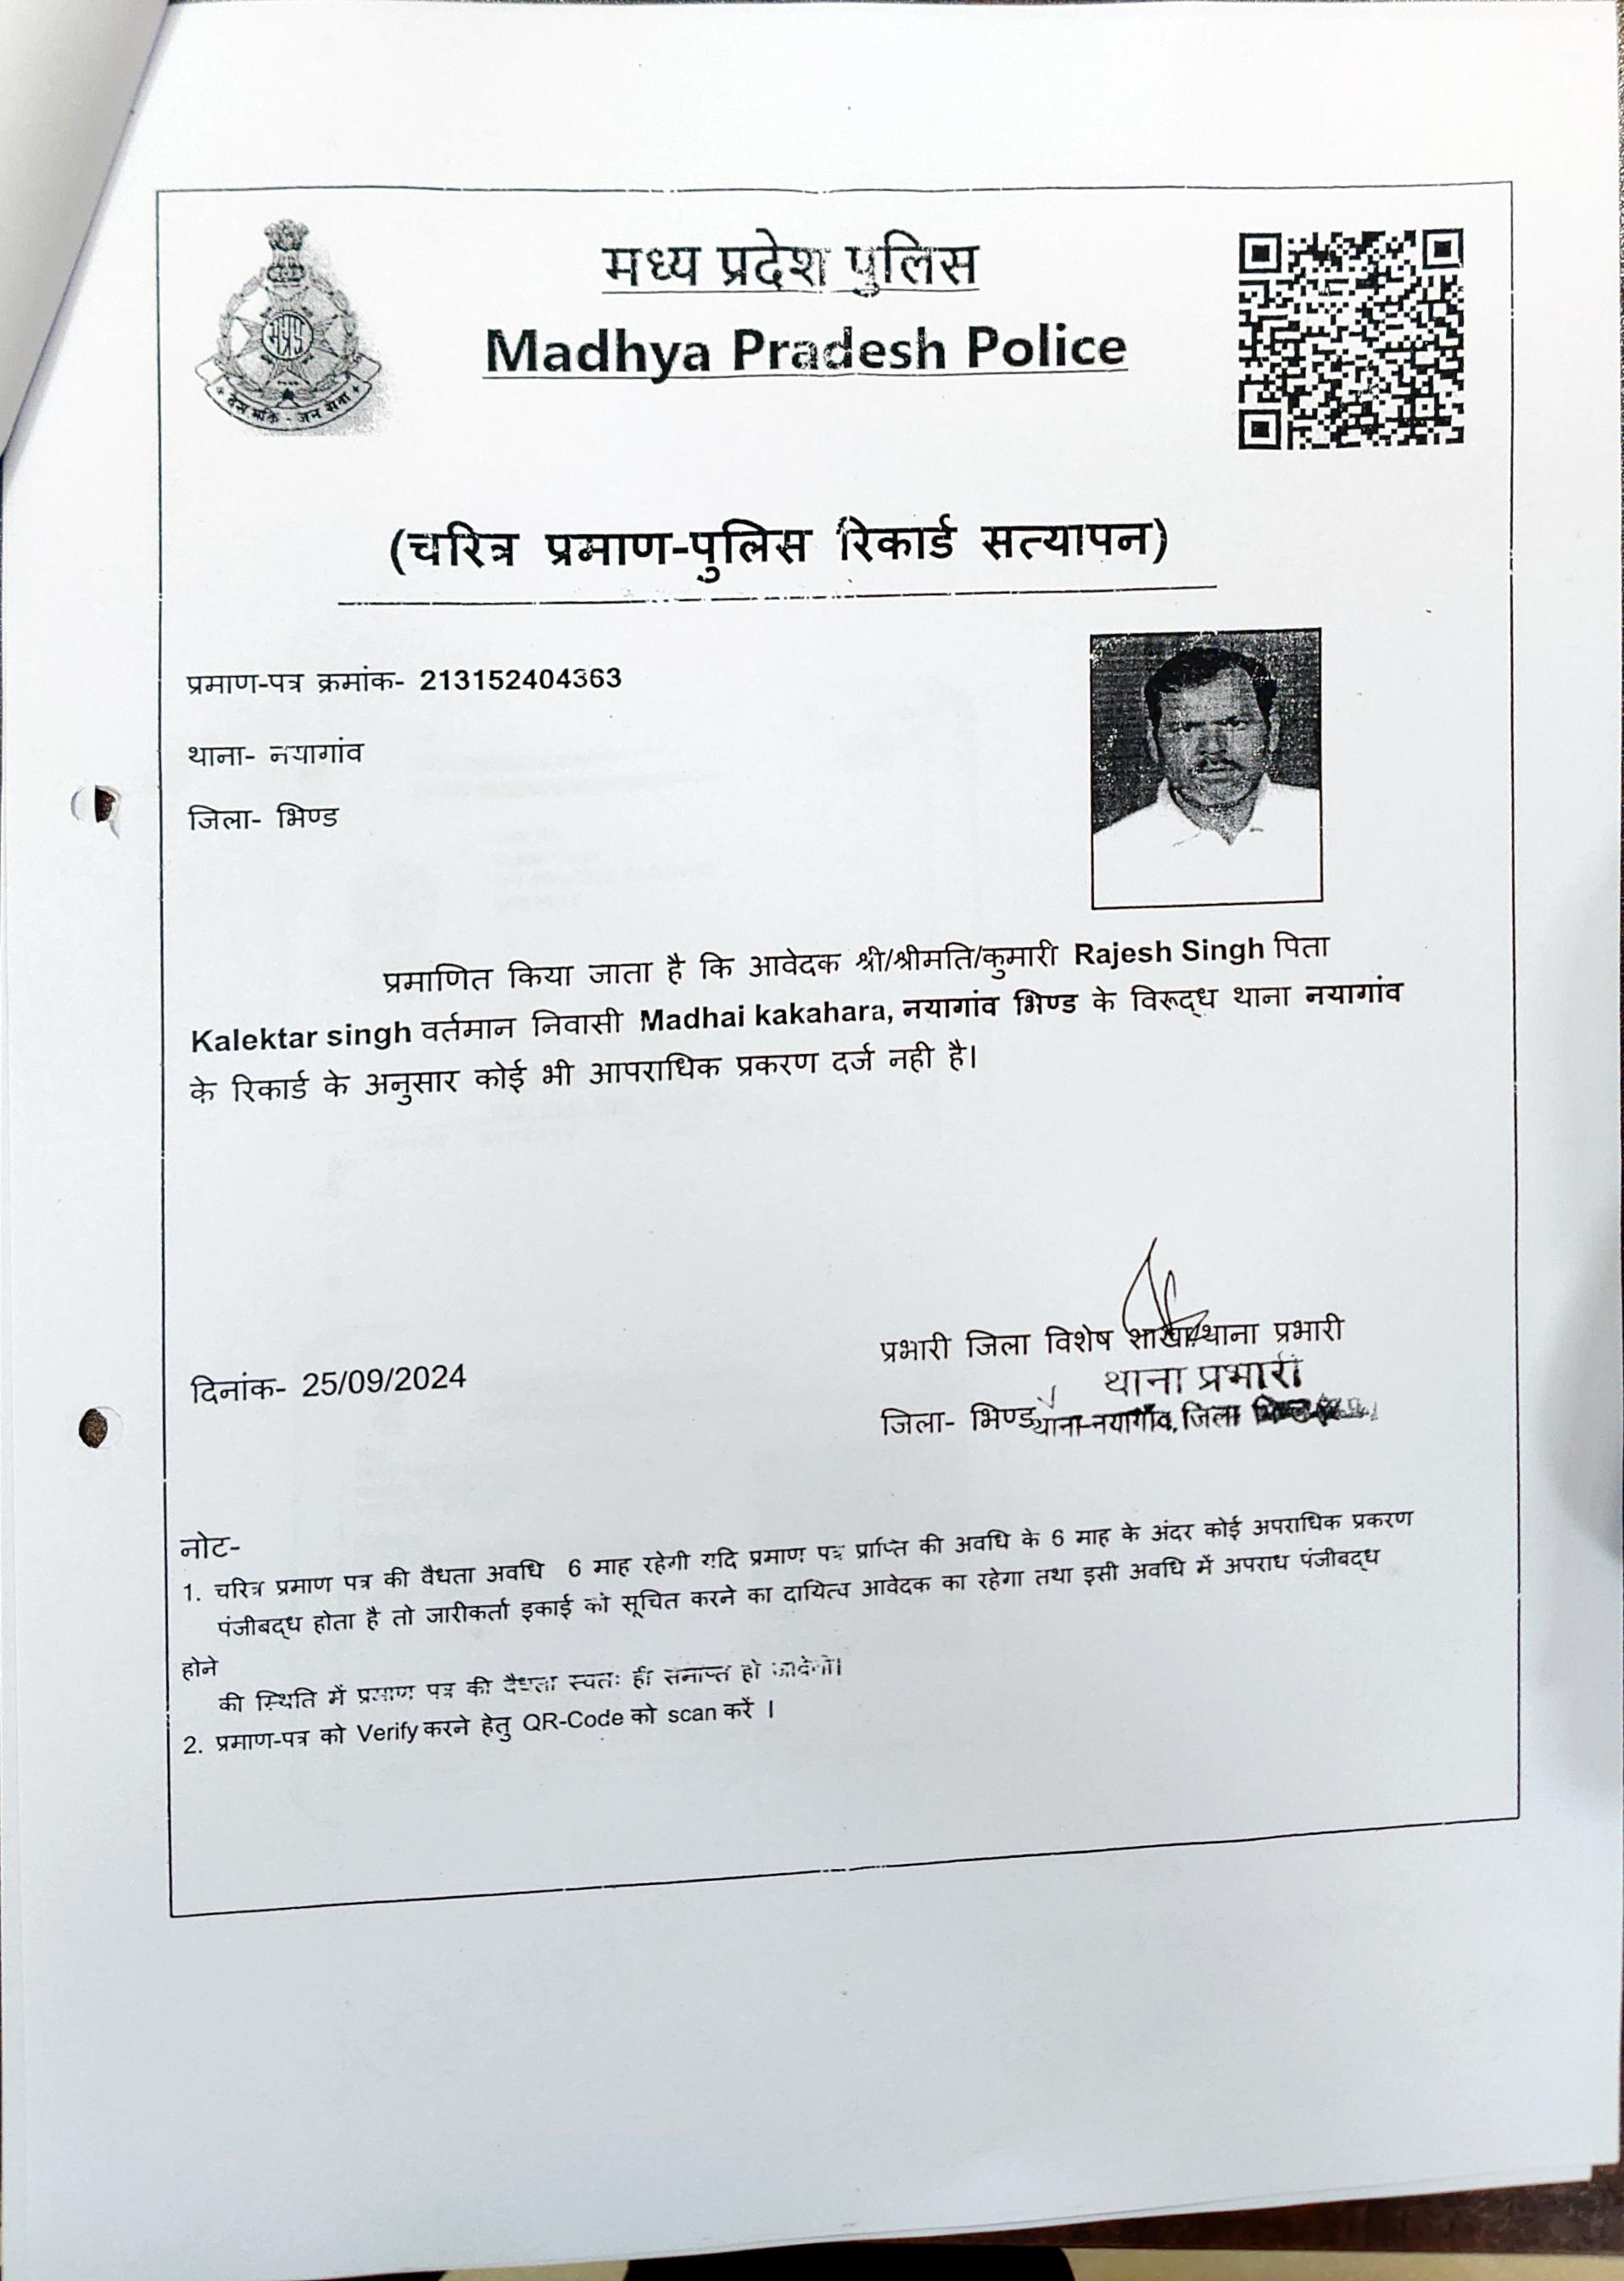 मध्य प्रदेश पुलिस
Madhya Pradesh Police
देश भक्ति - जन सेवा
(चरित्र प्रमाण-पुलिस रिकार्ड सत्यापन)
प्रमाण-पत्र क्रमांक- 213152404363
थाना- नयागांव
जिला- भिण्ड
प्रमाणित किया जाता है कि आवेदक श्री/श्रीमति/कुमारी Rajesh Singh पिता
Kalektar singh वर्तमान निवासी Madhai kakahara, नयागांव भिण्ड के विरूद्ध थाना नयागांव
के रिकार्ड के अनुसार कोई भी आपराधिक प्रकरण दर्ज नही है।
प्रभारी जिला विशेष शाखा/थाना प्रभारी
थाना प्रभारी
दिनांक- 25/09/2024
जिला- भिण्ड थाना-नयागाँव, जिला
नोट-
1. चरित्र प्रमाण पत्र की वैधता अवधि 6 माह रहेगी यदि प्रमाण पत्र प्राप्ति की अवधि के 6 माह के अंदर कोई अपराधिक प्रकरण
पंजीबद्ध होता है तो जारीकर्ता इकाई को सूचित करने का दायित्व आवेदक का रहेगा तथा इसी अवधि में अपराध पंजीबद्ध
होने
की स्थिति में प्रमाण पत्र की वैधता स्वतः ही समाप्त हो जावेगी।
2. प्रमाण-पत्र को Verify करने हेतु QR-Code को scan करें ।